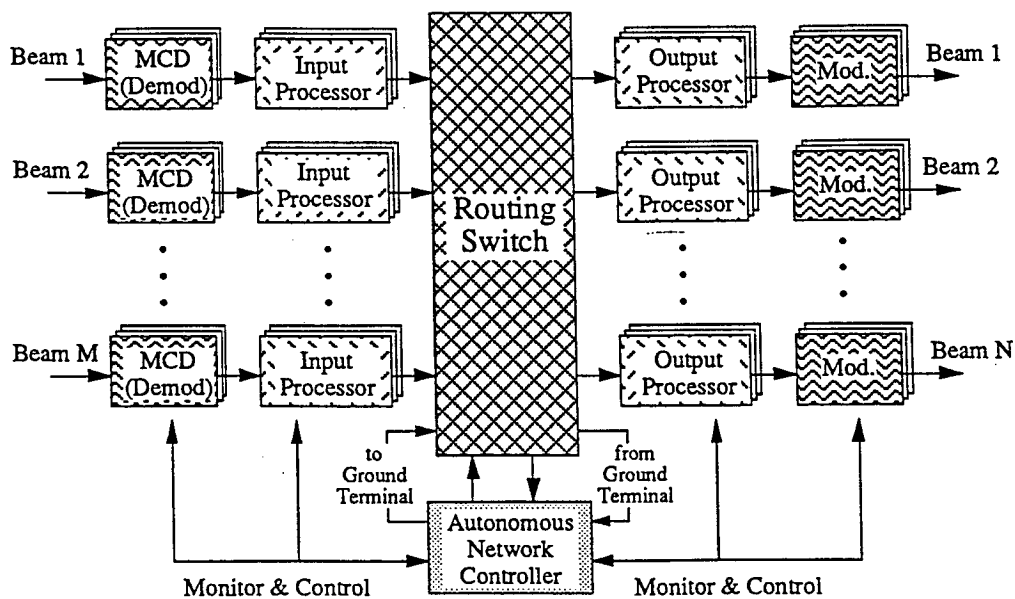 Beam 1
MCD
(Demod)
Input
Processor
Output
Processor
Mod.
Beam 1
Beam 2
MCD
(Demod)
Input
Processor
Routing
Switch
Output
Processor
Mod.
Beam 2
Beam M
MCD
(Demod)
Input
Processor
Output
Processor
Mod.
Beam N
to
Ground
Terminal
from
Ground
Terminal
Autonomous
Network
Controller
Monitor & Control
Monitor & Control